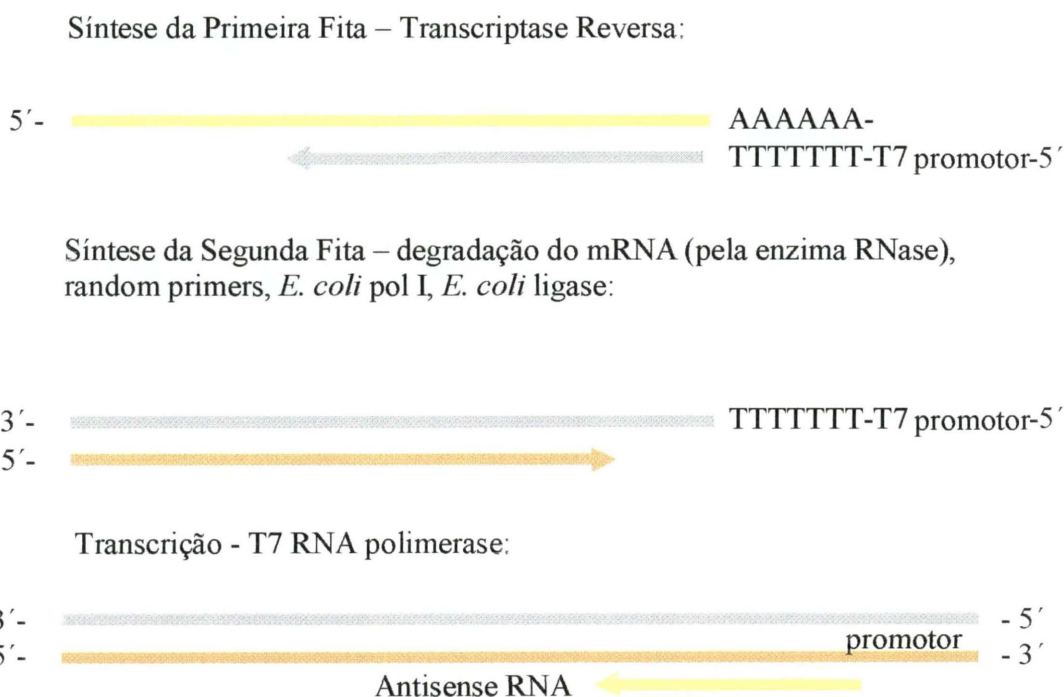 Síntese da Primeira Fita – Transcriptase Reversa:
5´-
AAAAAA-
TTTTTTT-T7 promotor-5´
Síntese da Segunda Fita – degradação do mRNA (pela enzima RNase),
random primers, E. coli pol I, E. coli ligase:
3´-
TTTTTTT-T7 promotor-5´
5´-
Transcrição - T7 RNA polimerase:
3´-
- 5´
promotor
5´-
- 3´
Antisense RNA